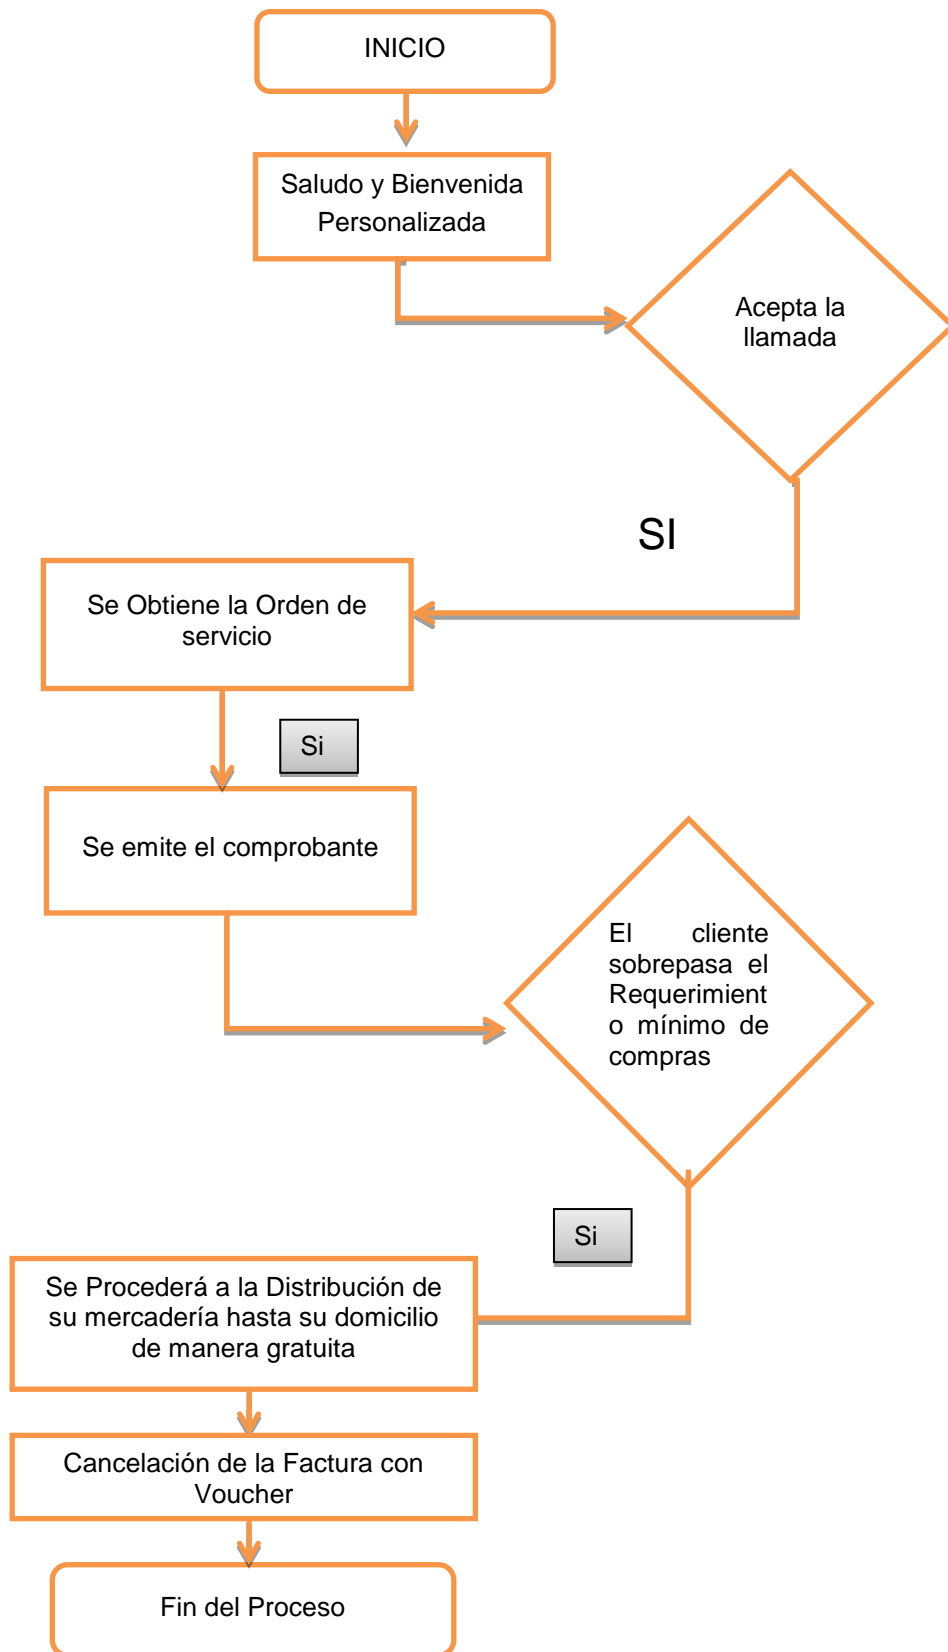 INICIO
Saludo y Bienvenida
Personalizada
Acepta la
llamada
SI
Se Obtiene la Orden de
servicio
Si
Se emite el comprobante
El cliente
sobrepasa el
Requerimient
o mínimo de
compras
Si
Se Procederá a la Distribución de
su mercadería hasta su domicilio
de manera gratuita
Cancelación de la Factura con
Voucher
Fin del Proceso